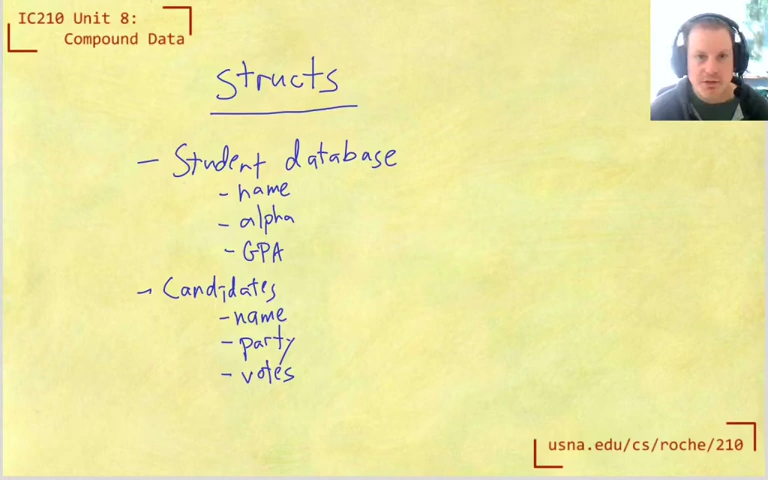 IC210 Unit 8:
Compound Data
Structs
- Student database
- name
- alpha
- GPA
- Candidates
- name
- party
- votes
usna.edu/cs/roche/210